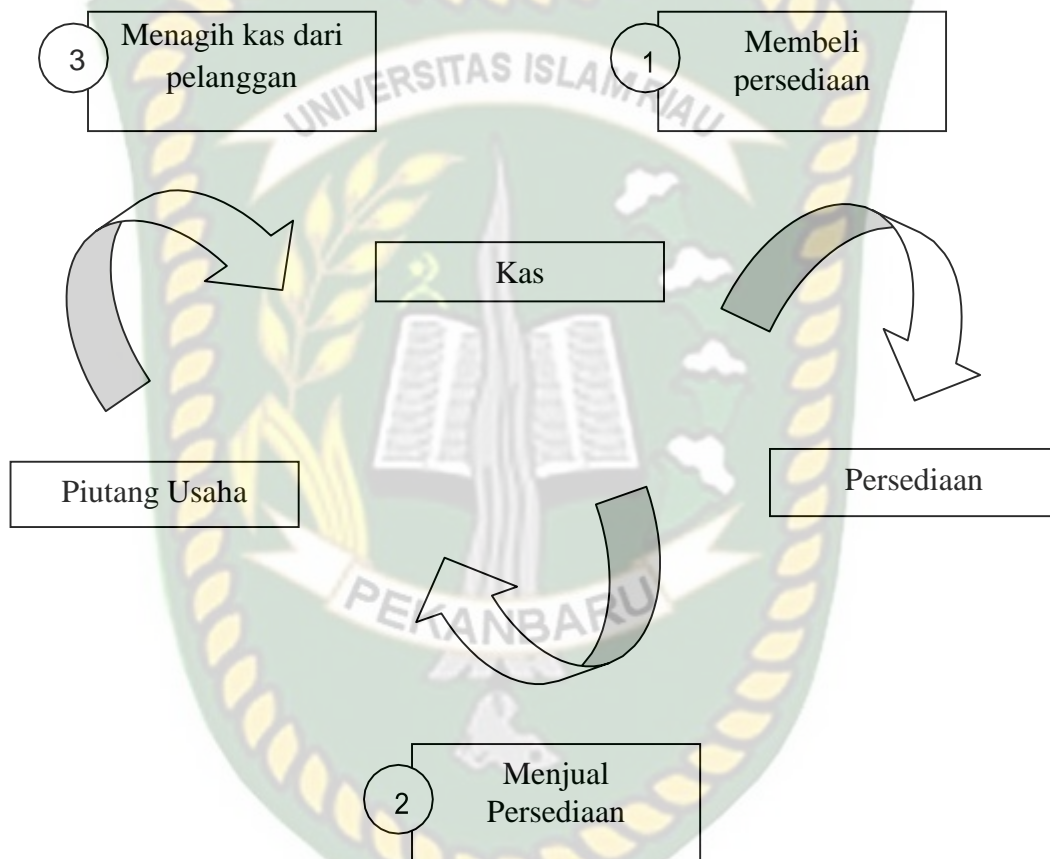 3
Menagih kas dari
pelanggan
1
Membeli
persediaan
UNIVERSITAS ISLAM RIAU
Kas
Piutang Usaha
Persediaan
PEKANBARU
2
Menjual
Persediaan